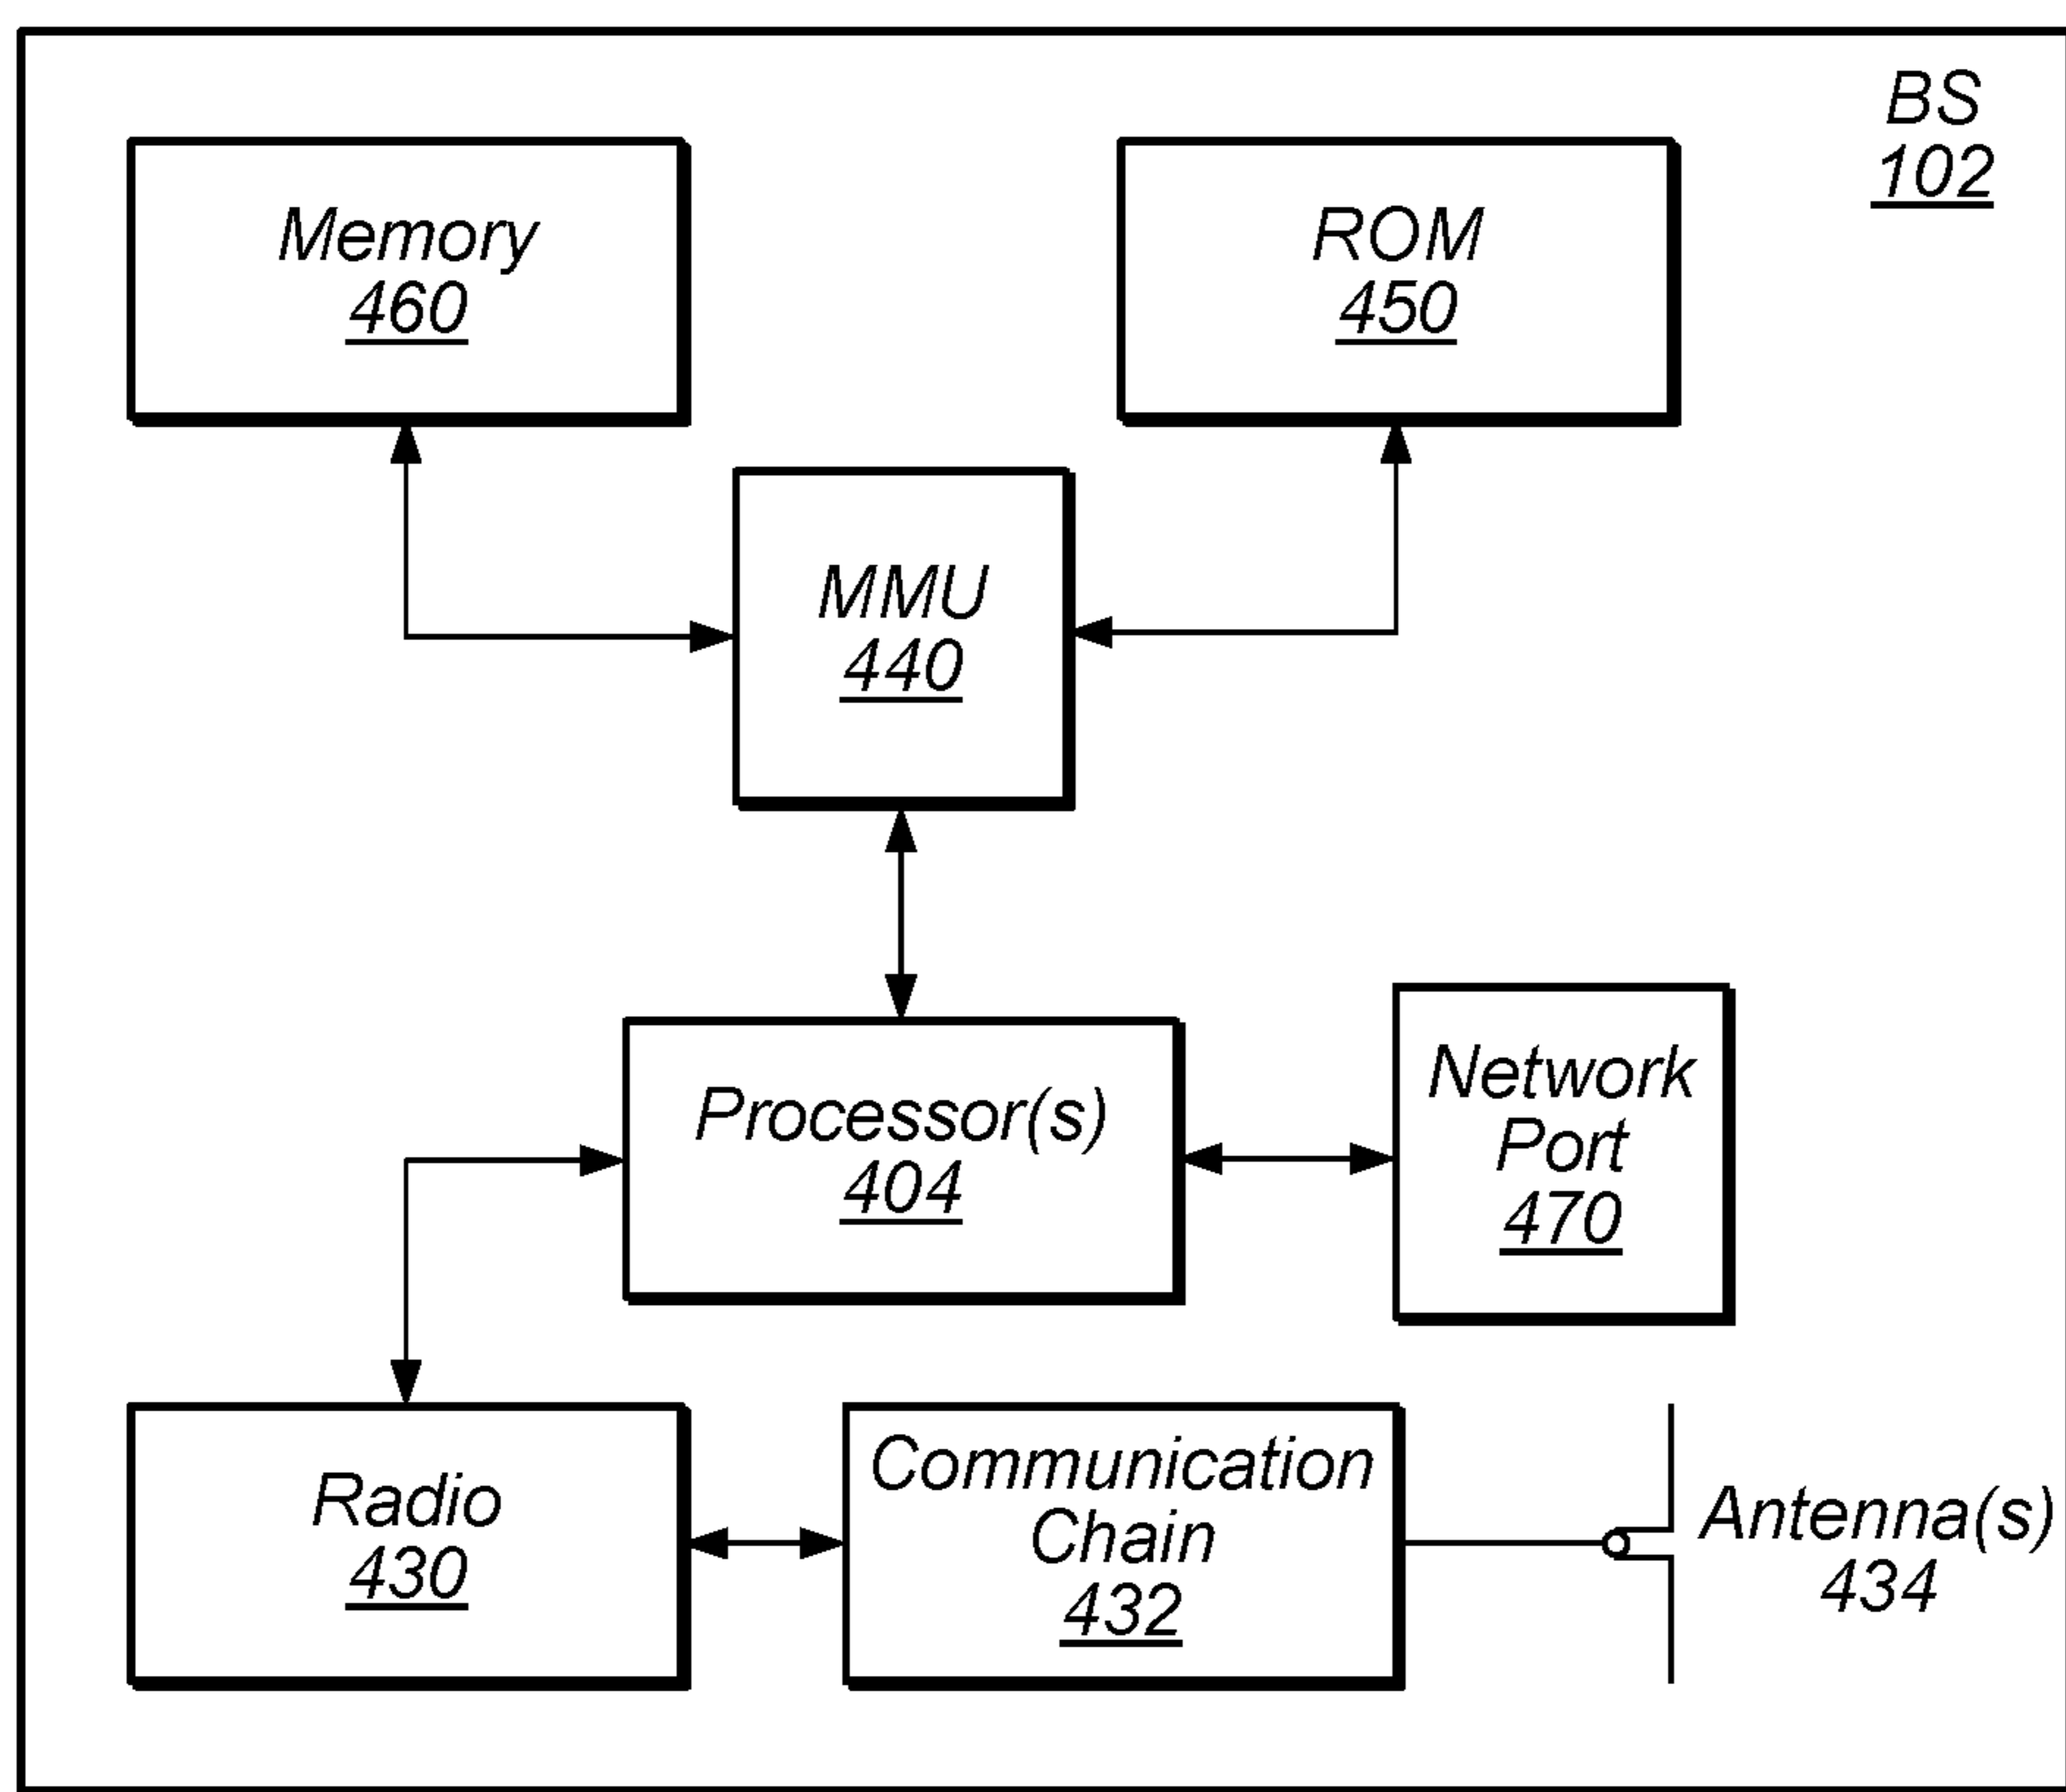 BS
102
Memory
460
ROM
450
MMU
440
Processor(s)
404
Network
Port
470
Radio
430
Communication
Chain
432
Antenna(s)
434